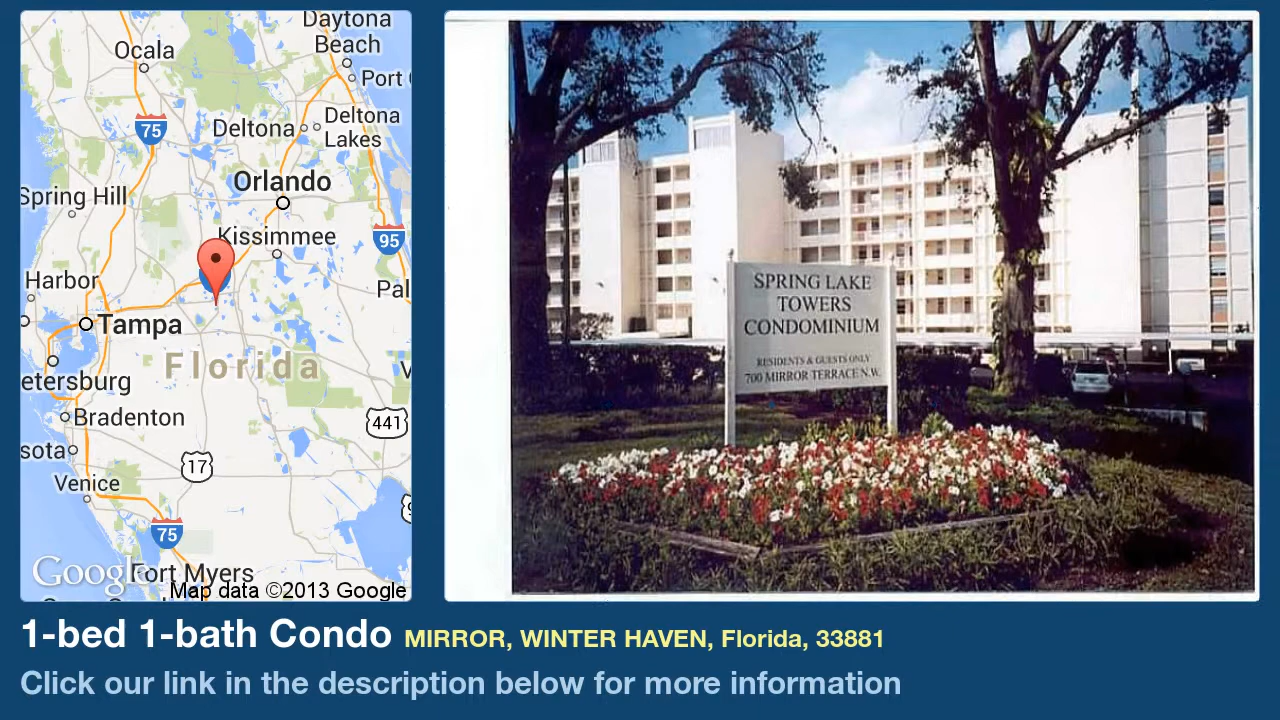 Daytona
Beach
Ocala
Port
75
Deltona
Deltona
Lakes
Spring Hill
Orlando
Kissimmee
95
Harbor
Pal
Tampa
Florida
etersburg
Bradenton
441
sota
17
Venice
75
Google
Fort Myers
Map data ©2013 Google
SPRING LAKE
TOWERS
CONDOMINIUM
RESIDENTS & GUESTS ONLY
700 MIRROR TERRACE N.W.
1-bed 1-bath Condo MIRROR, WINTER HAVEN, Florida, 33881
Click our link in the description below for more information